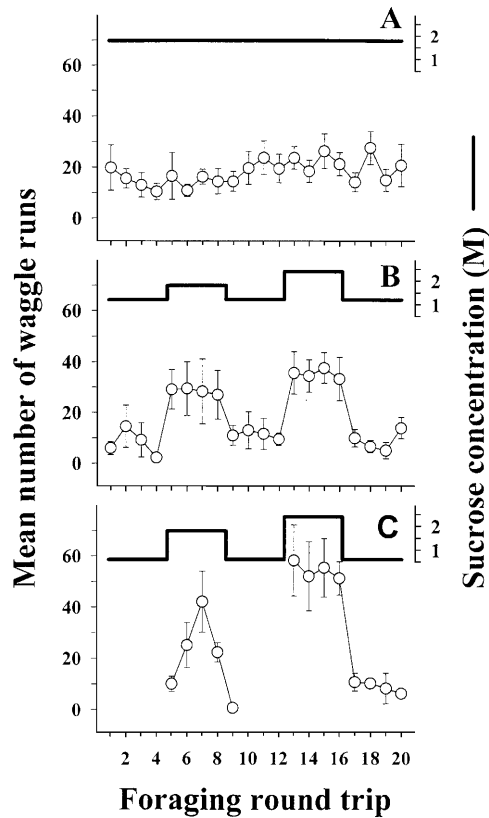 A
60
40
20
0
2
1
B
60
40
20
0
2
1
C
60
40
20
0
2
1
2 4 6 8 10 12 14 16 18 20
Foraging round trip
Mean number of waggle runs
Sucrose concentration (M)